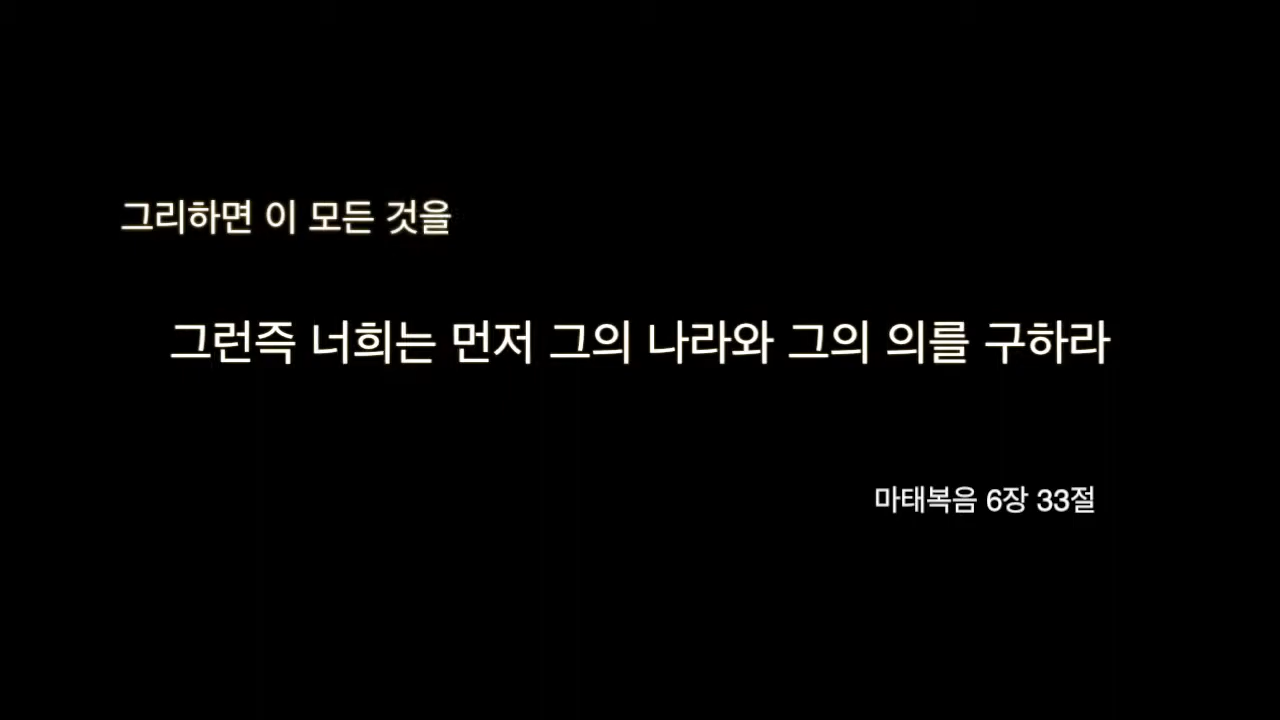 그리하면 이 모든 것을
그런즉 너희는 먼저 그의 나라와 그의 의를 구하라
마태복음 6장 33절